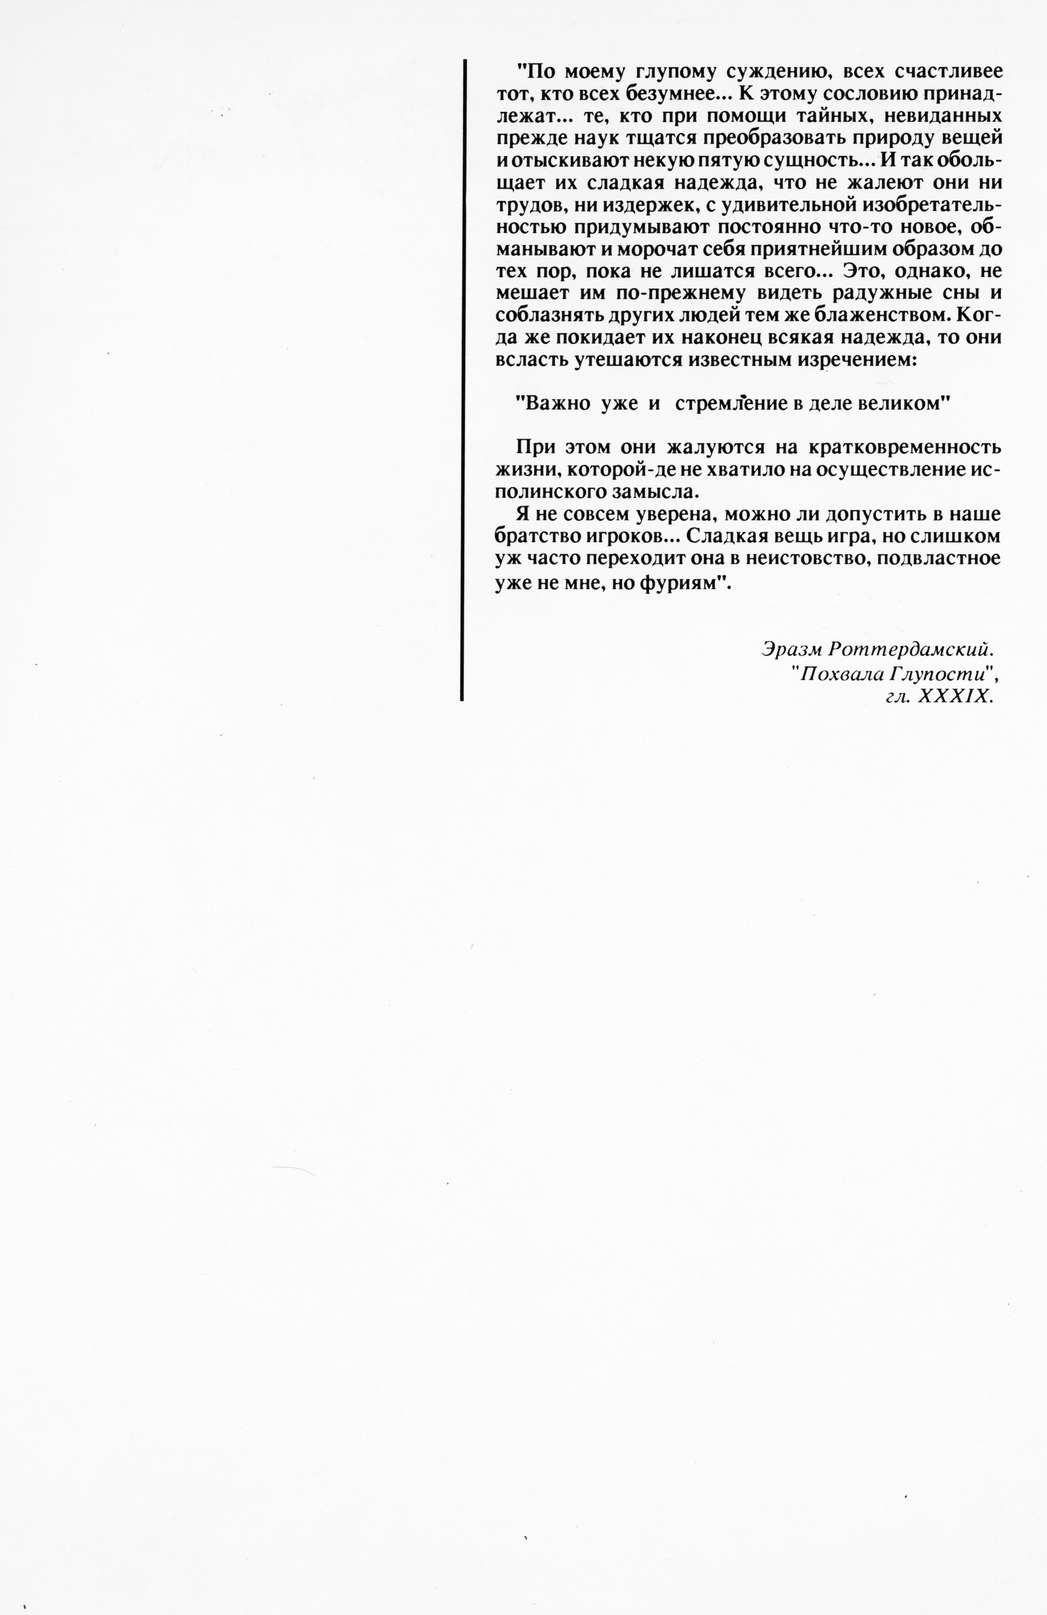 "По моему глупому суждению, всех счастливее
тот, кто всех безумнее... К этому сословию принад-
лежат... те, кто при помощи тайных, невиданных
прежде наук тщатся преобразовать природу вещей
и отыскивают некую пятую сущность... И так оболь-
щает их сладкая надежда, что не жалеют они ни
трудов, ни издержек, с удивительной изобретатель-
ностью придумывают постоянно что-то новое, об-
манывают и морочат себя приятнейшим образом до
тех пор, пока не лишатся всего... Это, однако, не
мешает им по-прежнему видеть радужные сны и
соблазнять других людей тем же блаженством. Ког-
да же покидает их наконец всякая надежда, то они
всласть утешаются известным изречением:
"Важно уже и стремление в деле великом"
При этом они жалуются на кратковременность
жизни, которой-де не хватило на осуществление ис-
полинского замысла.
Я не совсем уверена, можно ли допустить в наше
братство игроков... Сладкая вещь игра, но слишком
уж часто переходит она в неистовство, подвластное
уже не мне, но фуриям".
Эразм Роттердамский.
"Похвала Глупости",
гл. XXXIX.